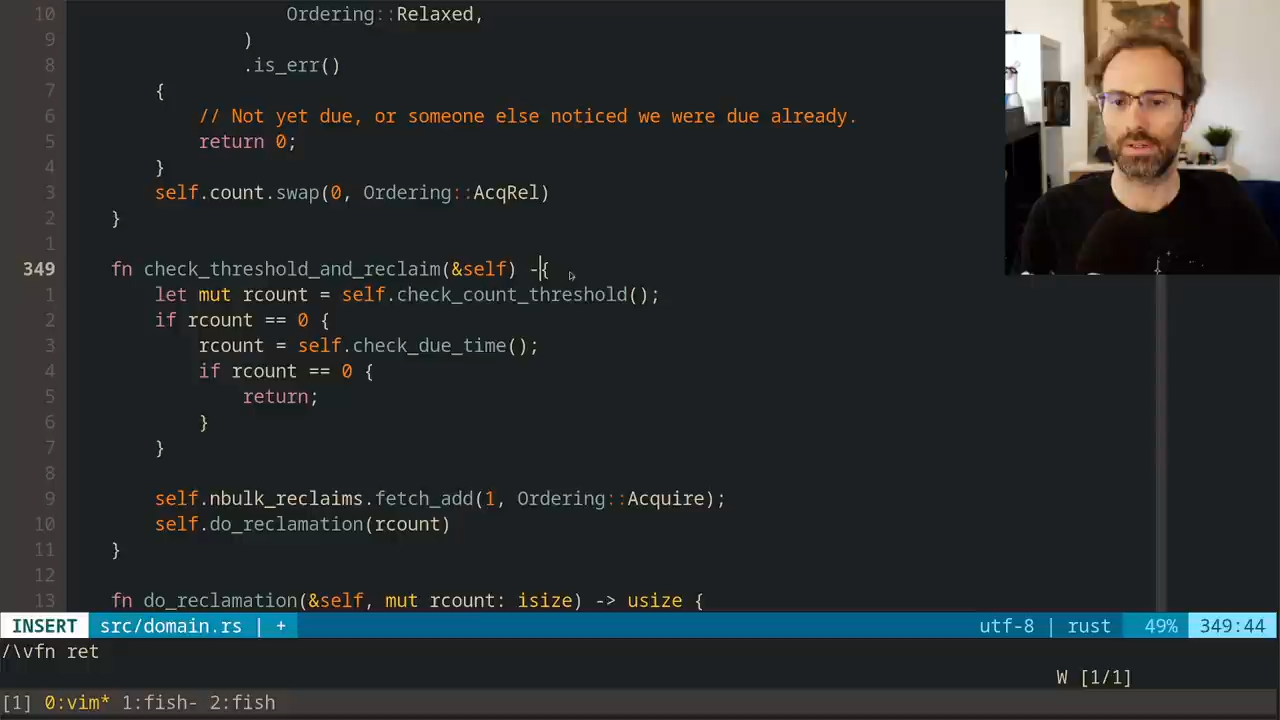 10                     Ordering::Relaxed,
9                 )
8                 .is_err()
7         {
6             // Not yet due, or someone else noticed we were due already.
5             return 0;
4         }
3         self.count.swap(0, Ordering::AcqRel)
2     }
1
349     fn check_threshold_and_reclaim(&self) -{
1         let mut rcount = self.check_count_threshold();
2         if rcount == 0 {
3             rcount = self.check_due_time();
4             if rcount == 0 {
5                 return;
6             }
7         }
8
9         self.nbulk_reclaims.fetch_add(1, Ordering::Acquire);
10         self.do_reclamation(rcount)
11     }
12
13     fn do_reclamation(&self, mut rcount: isize) -> usize {
INSERT src/domain.rs | + utf-8 | rust 49% 349:44
/\vfn ret
W [1/1]
[1] 0:vim* 1:fish- 2:fish